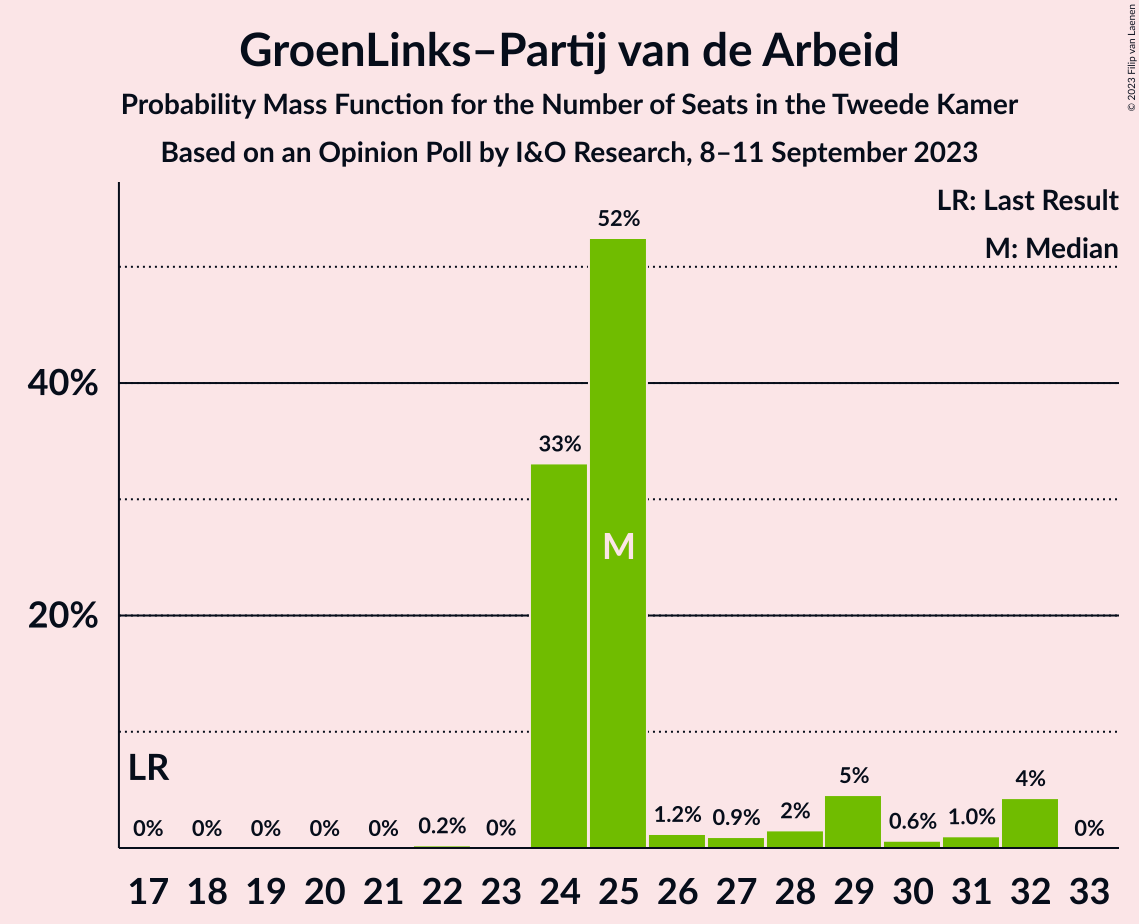 GroenLinks–Partij van de Arbeid
Probability Mass Function for the Number of Seats in the Tweede Kamer
Based on an Opinion Poll by I&O Research, 8–11 September 2023
© 2023 Filip van Laenen
LR: Last Result
M: Median
52%
40%
33%
M
20%
LR
0% 0% 0% 0% 0% 0.2% 0% 1.2% 0.9% 2% 5% 0.6% 1.0% 4% 0%
17 18 19 20 21 22 23 24 25 26 27 28 29 30 31 32 33